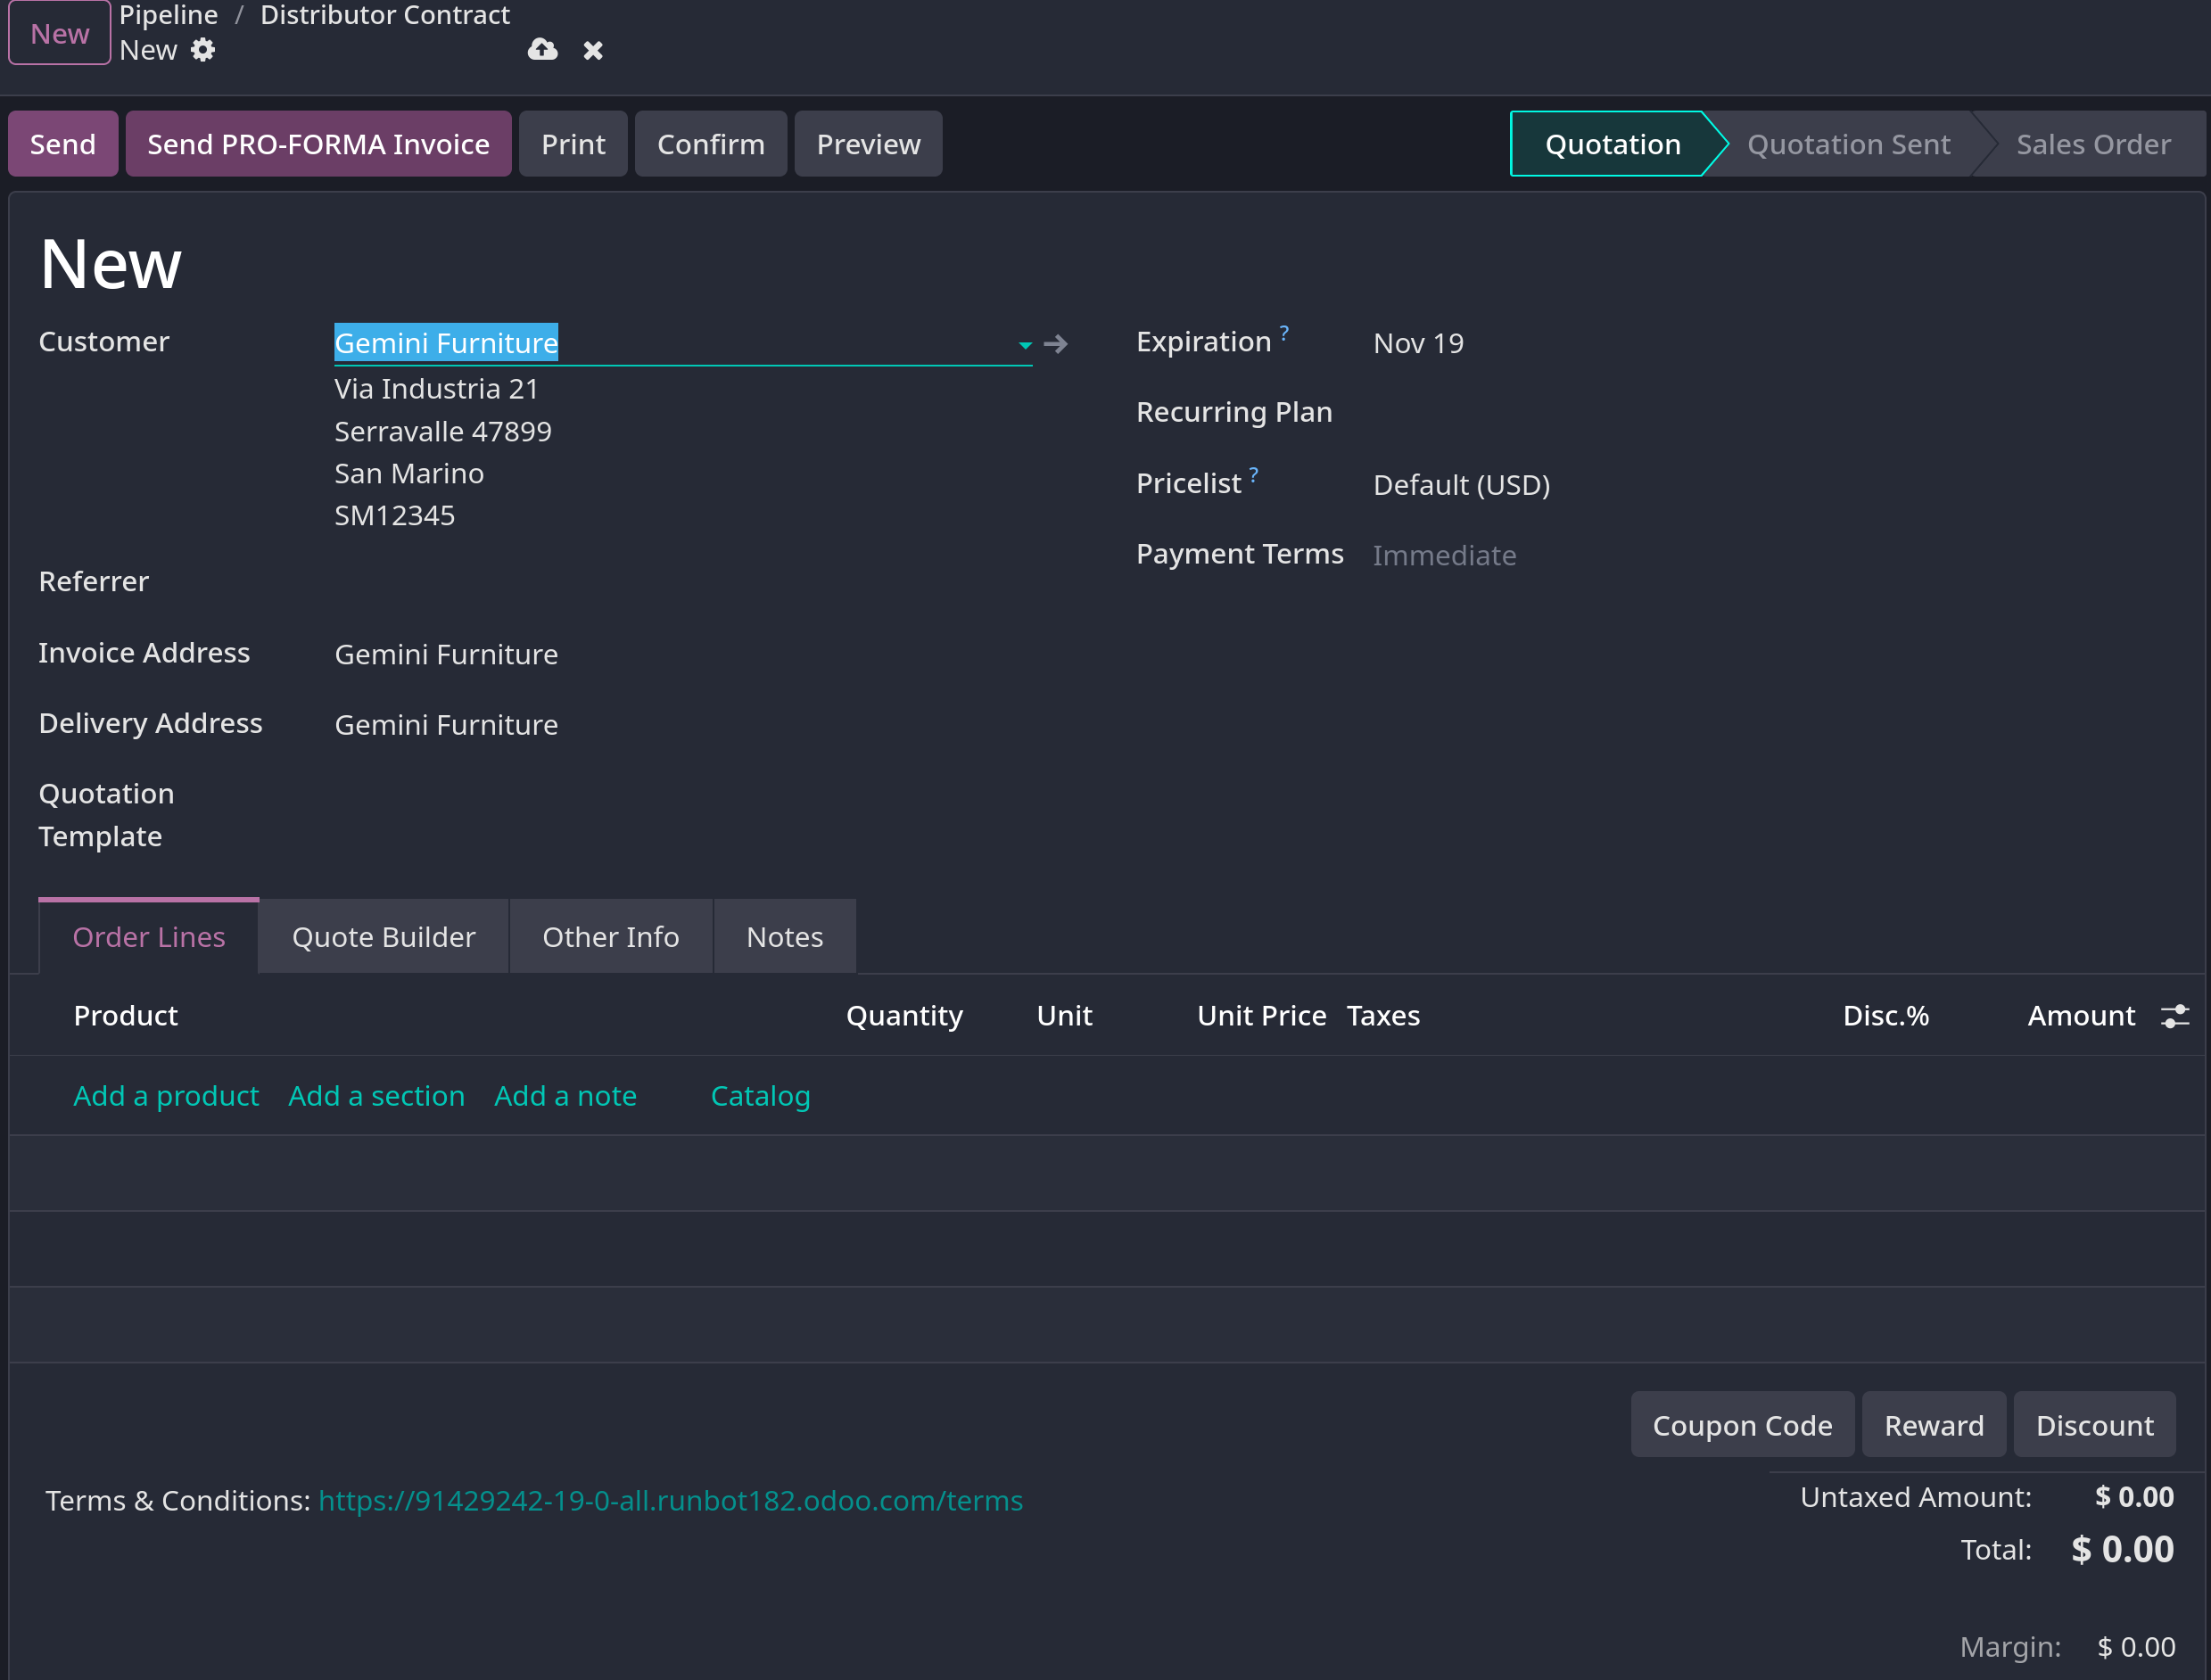 New
Pipeline / Distributor Contract
New
Send
Send PRO-FORMA Invoice
Print
Confirm
Preview
Quotation
Quotation Sent
Sales Order
New
Customer
Gemini Furniture
Via Industria 21
Serravalle 47899
San Marino
SM12345
Expiration ?
Nov 19
Recurring Plan
Pricelist ?
Default (USD)
Payment Terms
Immediate
Referrer
Invoice Address
Gemini Furniture
Delivery Address
Gemini Furniture
Quotation
Template
Order Lines
Quote Builder
Other Info
Notes
Product
Quantity
Unit
Unit Price
Taxes
Disc.%
Amount
Add a product
Add a section
Add a note
Catalog
Coupon Code
Reward
Discount
Terms & Conditions: https://91429242-19-0-all.runbot182.odoo.com/terms
Untaxed Amount: $ 0.00
Total: $ 0.00
Margin: $ 0.00